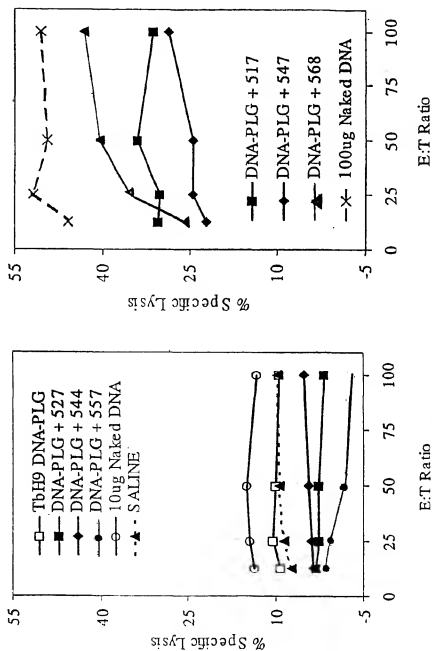 % Specific Lysis
55
40
25
10
-5
0
25
50
75
100
E:T Ratio
TbH9 DNA-PLG
DNA-PLG + 527
DNA-PLG + 544
DNA-PLG + 557
10ug Naked DNA
SALINE
% Specific Lysis
55
40
25
10
-5
0
25
50
75
100
E:T Ratio
DNA-PLG + 517
DNA-PLG + 547
DNA-PLG + 568
100ug Naked DNA